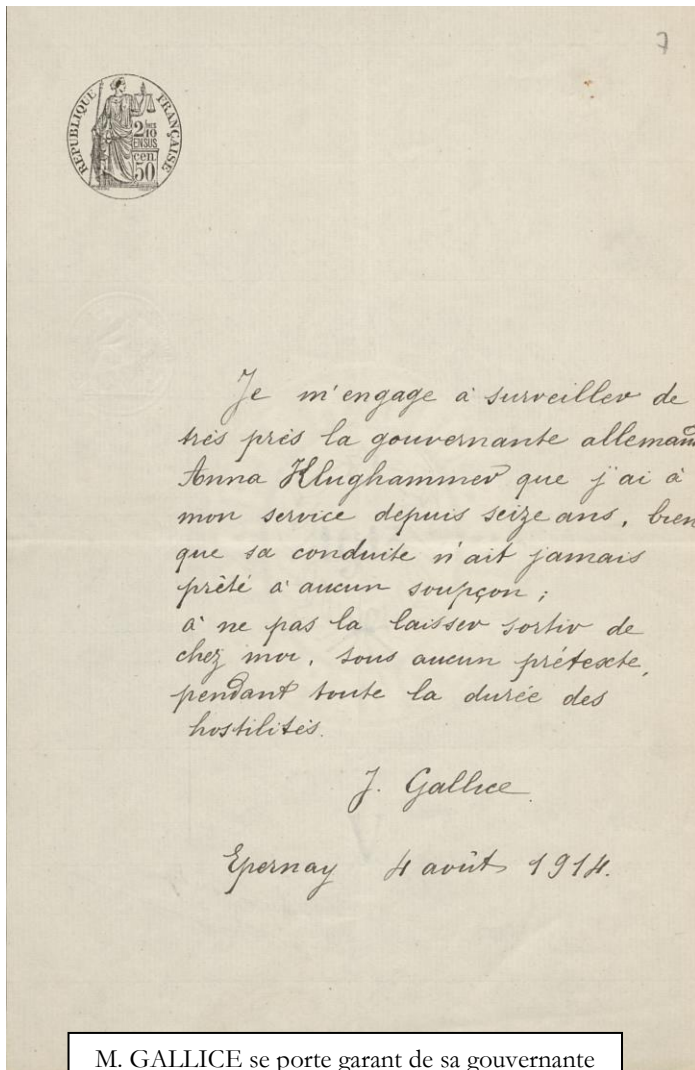 7
RÉPUBLIQUE FRANÇAISE
2/10
EN SUS
cen.
50
Je m'engage à surveiller de
très près la gouvernante alleman
Anna Klughammer que j'ai à
mon service depuis seize ans, bien
que sa conduite n'ait jamais
prêté à aucun soupçon ;
à ne pas la laisser sortir de
chez moi, sous aucun prétexte,
pendant toute la durée des
hostilités.
J. Gallice
Epernay 4 août 1914.
M. GALLICE se porte garant de sa gouvernante